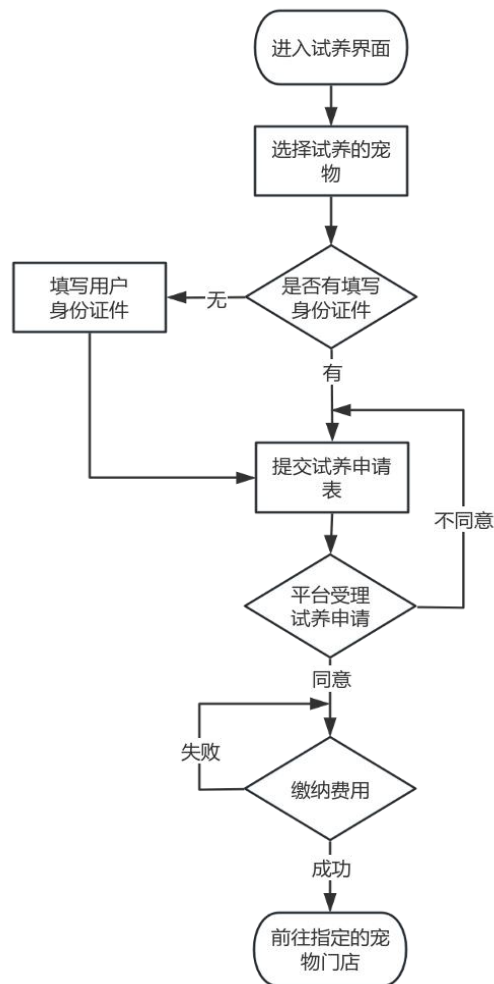 进入试养界面
选择试养的宠
物
是否有填写
身份证件
无
填写用户
身份证件
有
提交试养申请
表
不同意
平台受理
试养申请
同意
失败
缴纳费用
成功
前往指定的宠
物门店